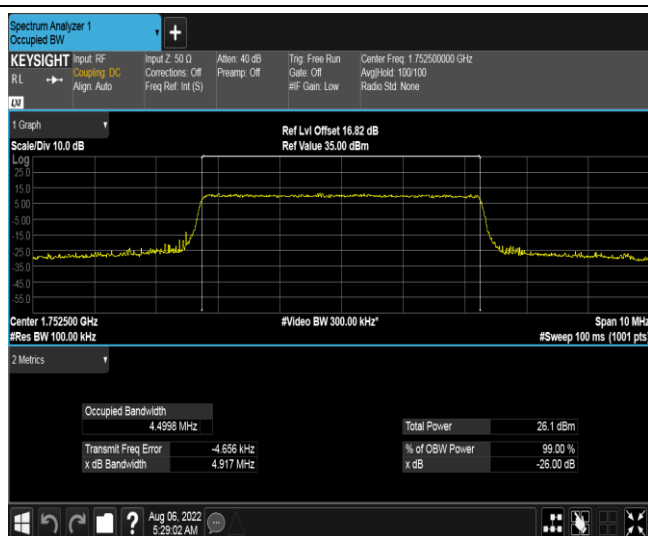 Spectrum Analyzer 1
Occupied BW
+
KEYSIGHT Input: RF Input Z: 50 Ω Atten: 40 dB Trig: Free Run Center Freq: 1.752500000 GHz
RL Coupling: DC Corrections: Off Preamp: Off Gate: Off Avg|Hold: 100/100
Align: Auto Freq Ref: Int (S) #IF Gain: Low Radio Std: None
LXI
1 Graph
Ref Lvl Offset 16.82 dB
Scale/Div 10.0 dB Ref Value 35.00 dBm
Log
25.0
15.0
5.00
-5.00
-15.0
-25.0
-35.0
-45.0
-55.0
Center 1.752500 GHz #Video BW 300.00 kHz* Span 10 MHz
#Res BW 100.00 kHz #Sweep 100 ms (1001 pts)
2 Metrics
Occupied Bandwidth
4.4998 MHz Total Power 26.1 dBm
Transmit Freq Error -4.656 kHz % of OBW Power 99.00 %
x dB Bandwidth 4.917 MHz x dB -26.00 dB
? Aug 06, 2022
5:29:02 AM